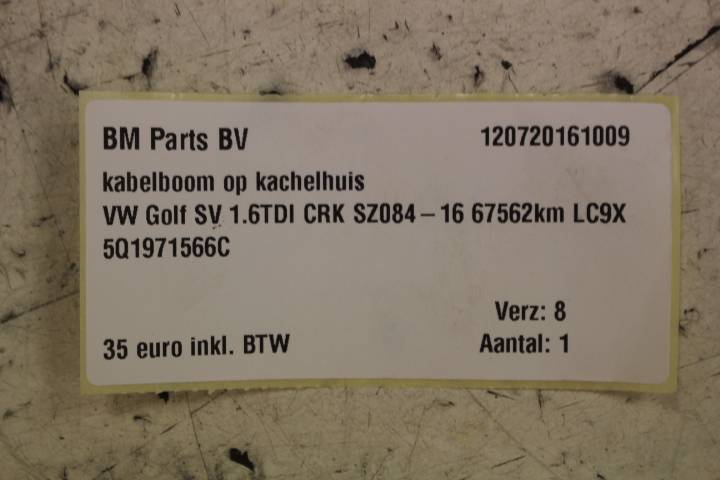 BM Parts BV 120720161009
kabelboom op kachelhuis
VW Golf SV 1.6TDI CRK SZ084-16 67562km LC9X
5Q1971566C
Verz: 8
35 euro inkl. BTW Aantal: 1